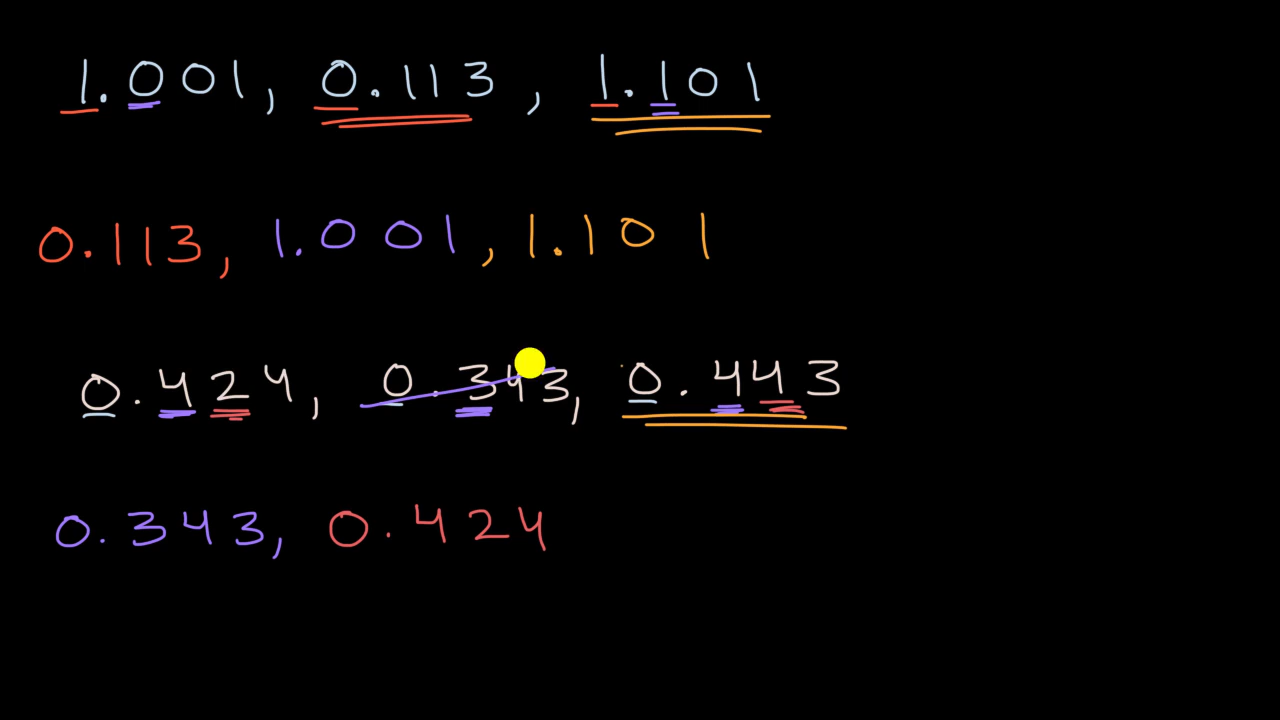 1.001, 0.113, 1.101
0.113, 1.001, 1.101
0.424, 0.343, 0.443
0.343, 0.424